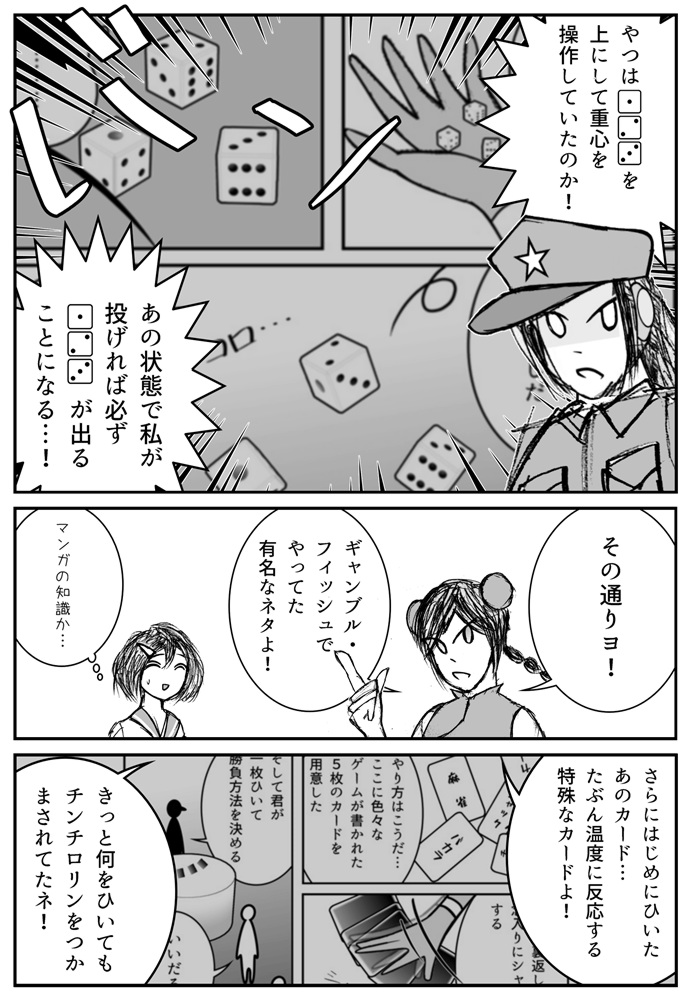 やつは⚀⚁⚂を
上にして重心を
操作していたのか！
あの状態で私が
投げれば必ず
⚀⚁⚂が出る
ことになる…！
コロ…
その通りヨ！
ギャンブル・
フィッシュで
やってた
有名なネタよ！
マンガの知識か…
さらにはじめにひいた
あのカード…
たぶん温度に反応する
特殊なカードよ！
やり方はこうだ…
ここに色々な
ゲームが書かれた
５枚のカードを
用意した
麻雀
バカラ
そして君が
一枚ひいて
勝負方法を決める
きっと何をひいても
チンチロリンをつか
まされてたネ！